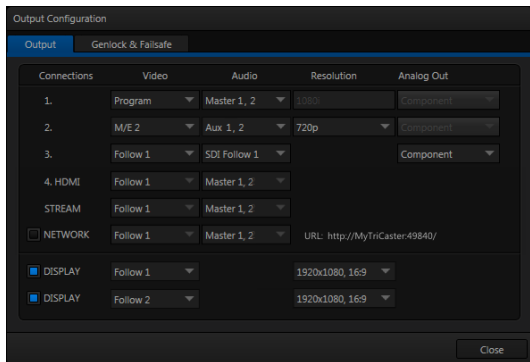 Output Configuration
Output Genlock & Failsafe
Connections Video Audio Resolution Analog Out
1. Program Master 1, 2 1080i Component
2. M/E 2 Aux 1, 2 720p Component
3. Follow 1 SDI Follow 1 Component
4. HDMI Follow 1 Master 1, 2
STREAM Follow 1 Master 1, 2
NETWORK Follow 1 Master 1, 2 URL: http://MyTriCaster:49840/
DISPLAY Follow 1 1920x1080, 16:9
DISPLAY Follow 2 1920x1080, 16:9
Close